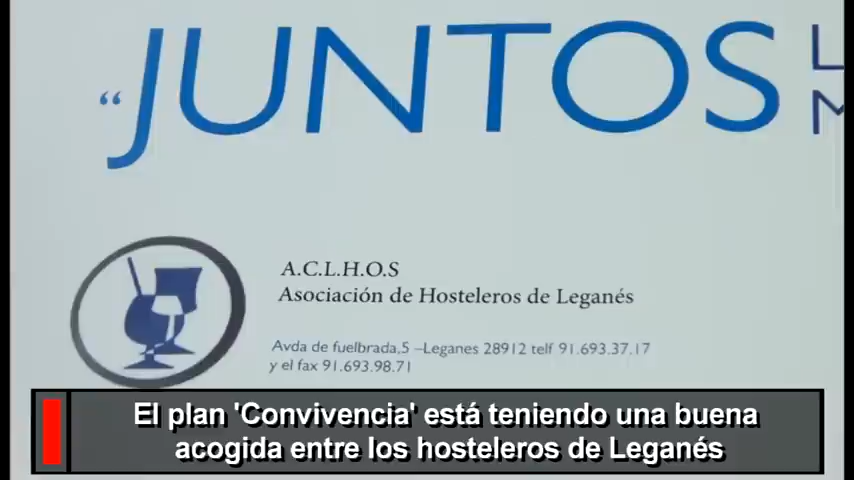 “JUNTOS
L
M
A.C.L.H.O.S
Asociación de Hosteleros de Leganés
Avda de fuelbrada,5 –Leganes 28912 telf 91.693.37.17
y el fax 91.693.98.71
El plan 'Convivencia' está teniendo una buena
acogida entre los hosteleros de Leganés